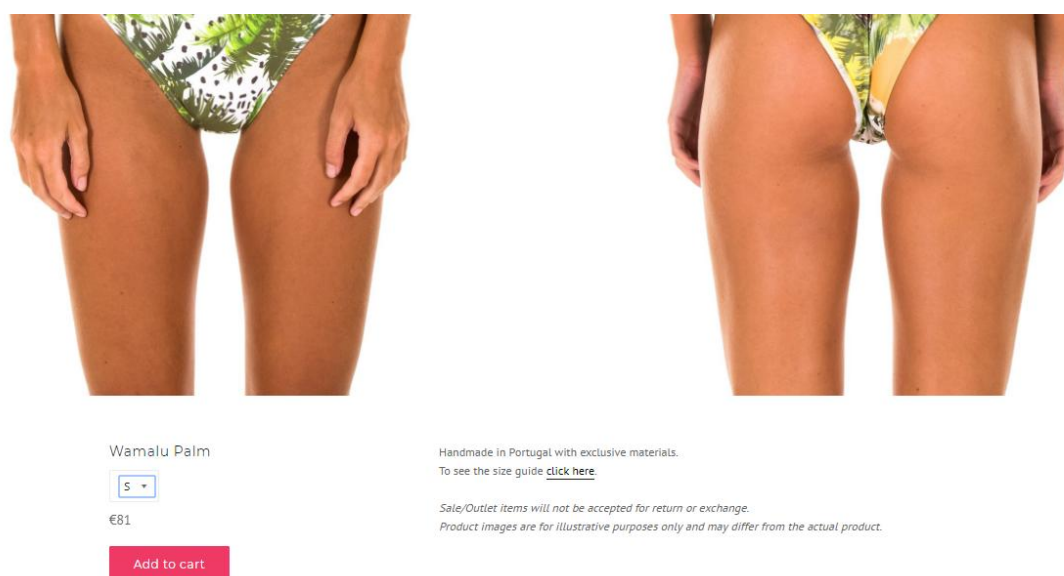 Wamalu Palm
S
€81
Add to cart
Handmade in Portugal with exclusive materials.
To see the size guide click here.
Sale/Outlet items will not be accepted for return or exchange.
Product images are for illustrative purposes only and may differ from the actual product.